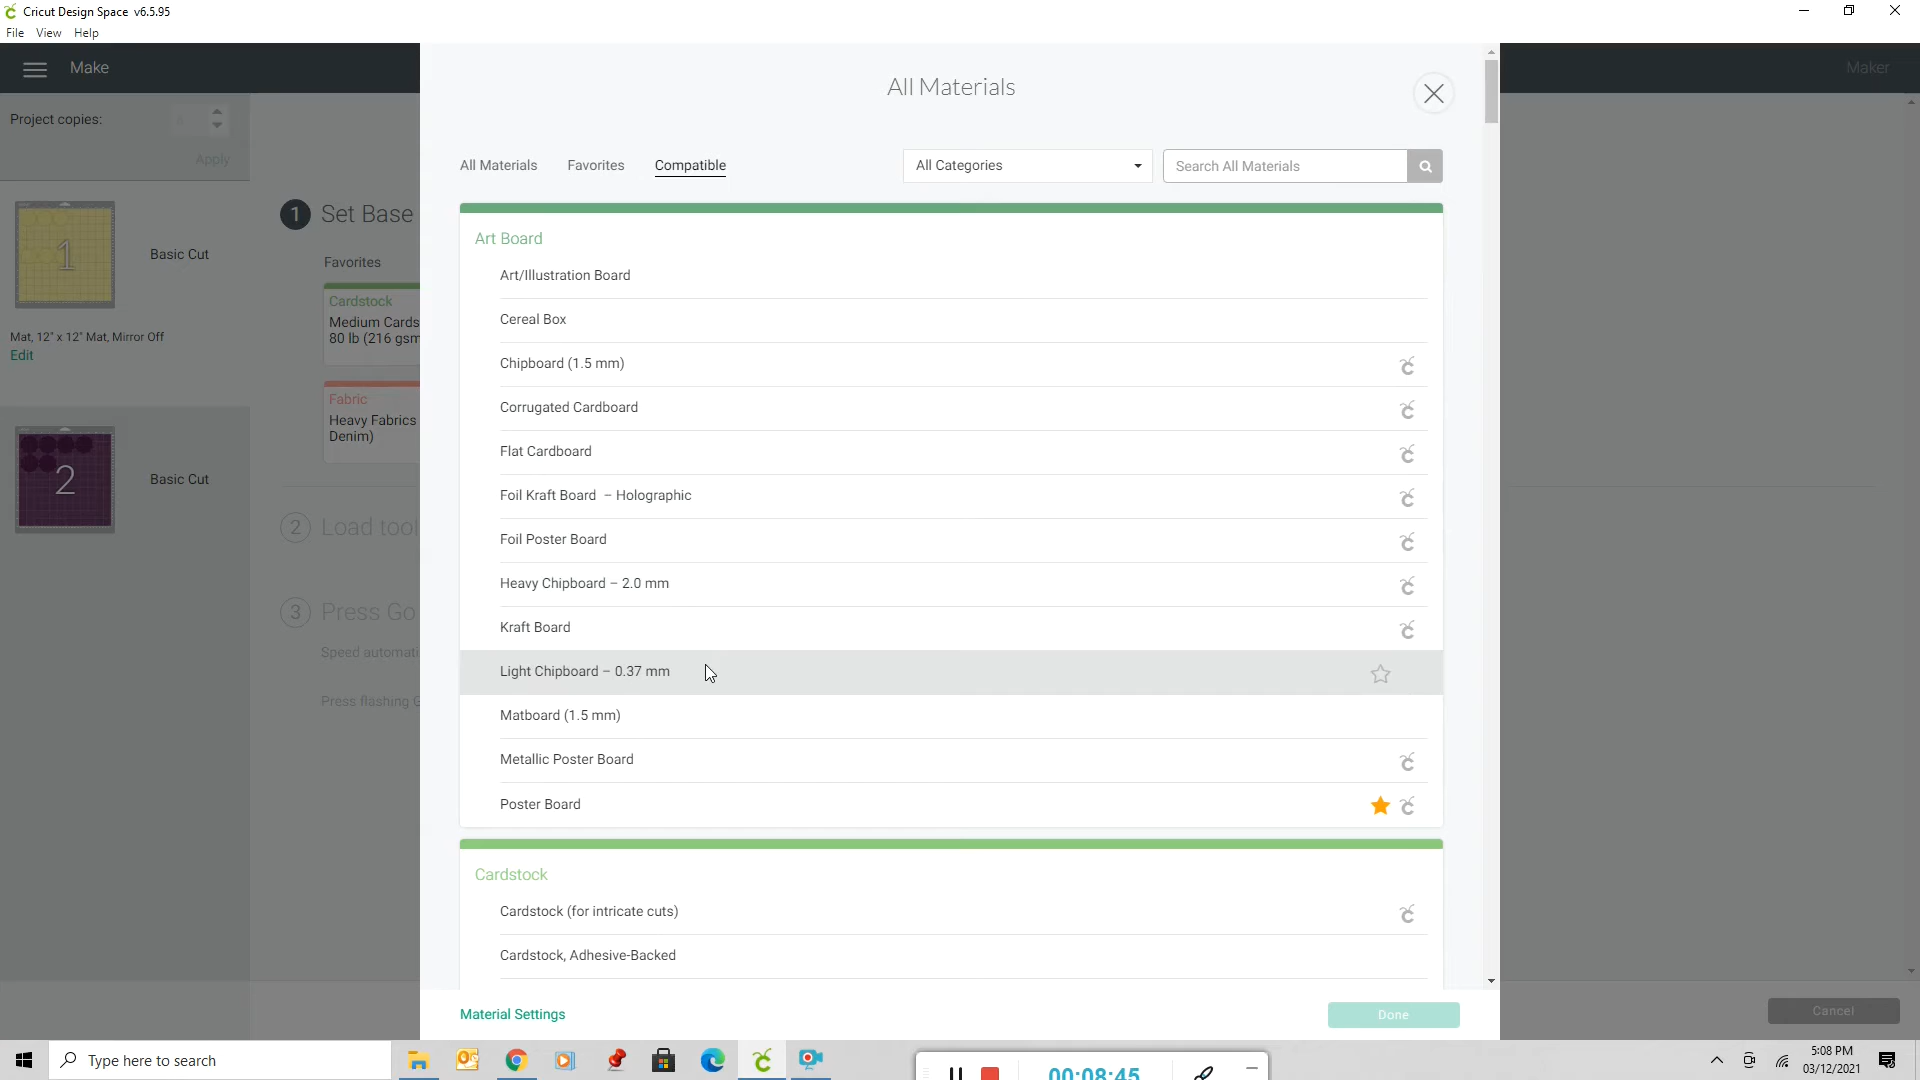 Cricut Design Space v6.5.95
File View Help
Make
Maker
Project copies:
Apply
1
Basic Cut
Mat, 12" x 12" Mat, Mirror Off
Edit
2
Basic Cut
1 Set Base
Favorites
Cardstock
Medium Cards
80 lb (216 gsm
Fabric
Heavy Fabrics
Denim)
2 Load tool
3 Press Go
Speed automati
Press flashing G
All Materials
All Materials Favorites Compatible All Categories Search All Materials
Art Board
Art/Illustration Board
Cereal Box
Chipboard (1.5 mm)
Corrugated Cardboard
Flat Cardboard
Foil Kraft Board – Holographic
Foil Poster Board
Heavy Chipboard – 2.0 mm
Kraft Board
Light Chipboard – 0.37 mm
Matboard (1.5 mm)
Metallic Poster Board
Poster Board
Cardstock
Cardstock (for intricate cuts)
Cardstock, Adhesive-Backed
Material Settings
Done
Cancel
Type here to search
00:08:45
5:08 PM
03/12/2021